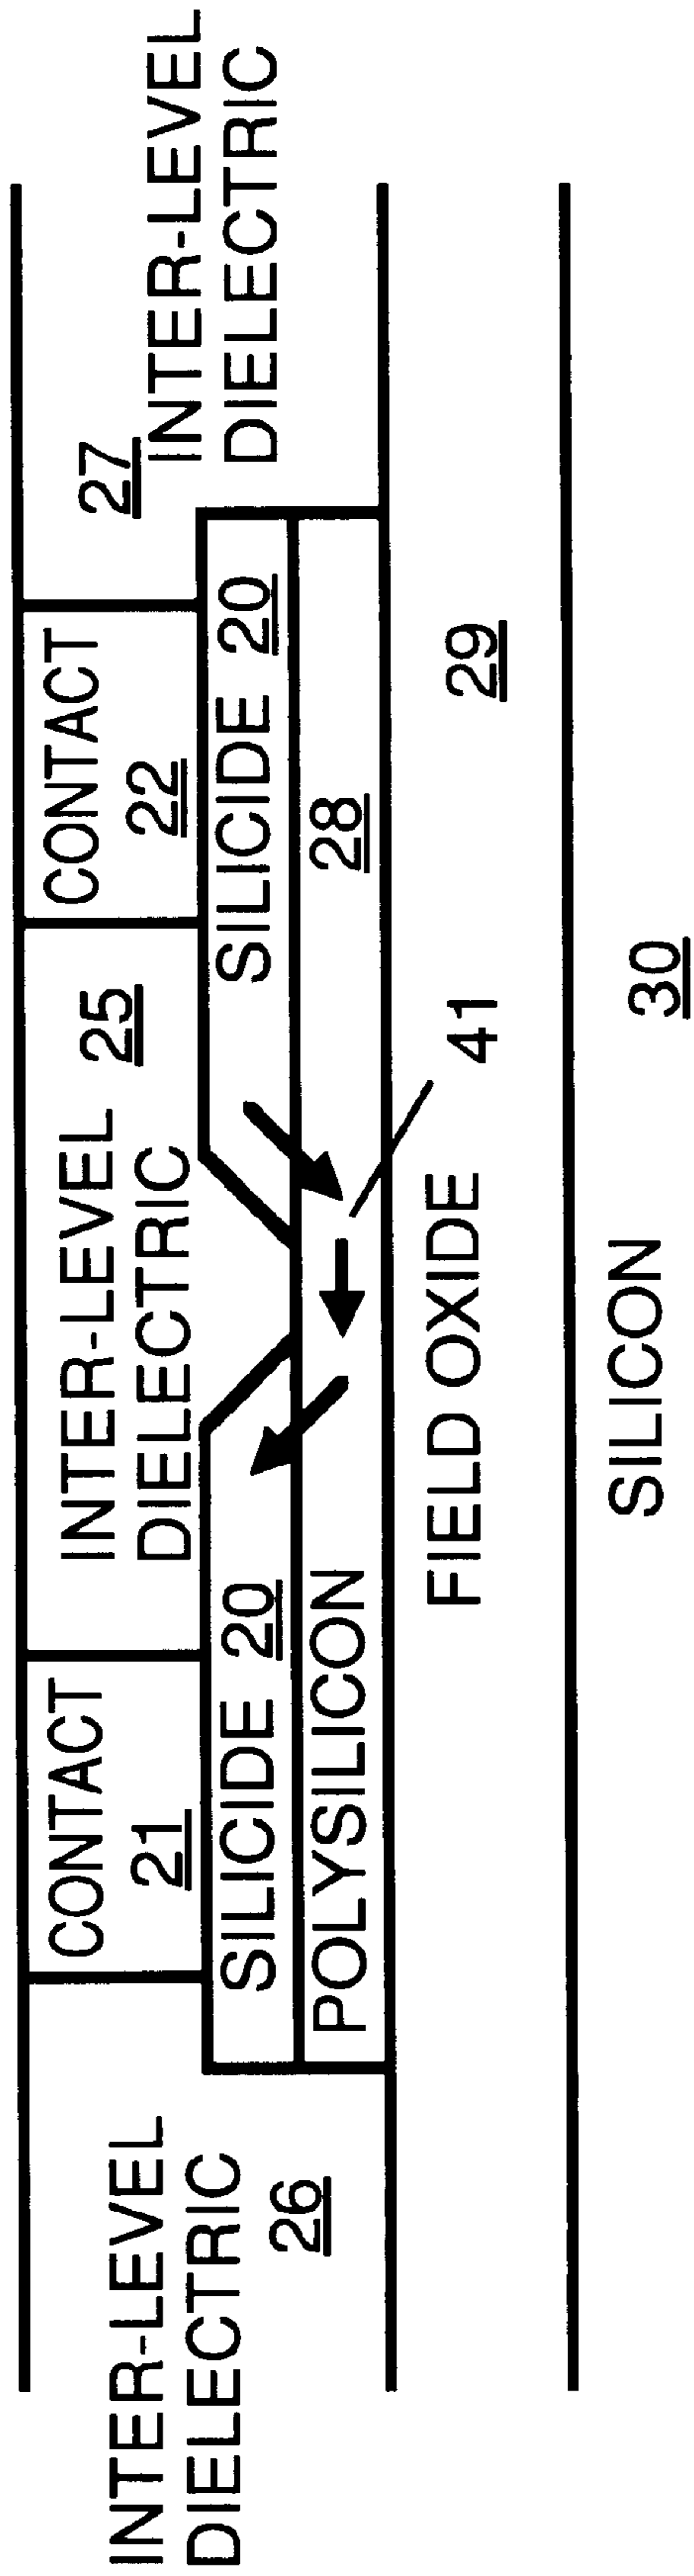 CONTACT
21
INTER-LEVEL
DIELECTRIC
25
CONTACT
22
27
INTER-LEVEL
DIELECTRIC
INTER-LEVEL
DIELECTRIC
26
SILICIDE 20
SILICIDE 20
POLYSILICON
28
41
FIELD OXIDE
29
SILICON
30